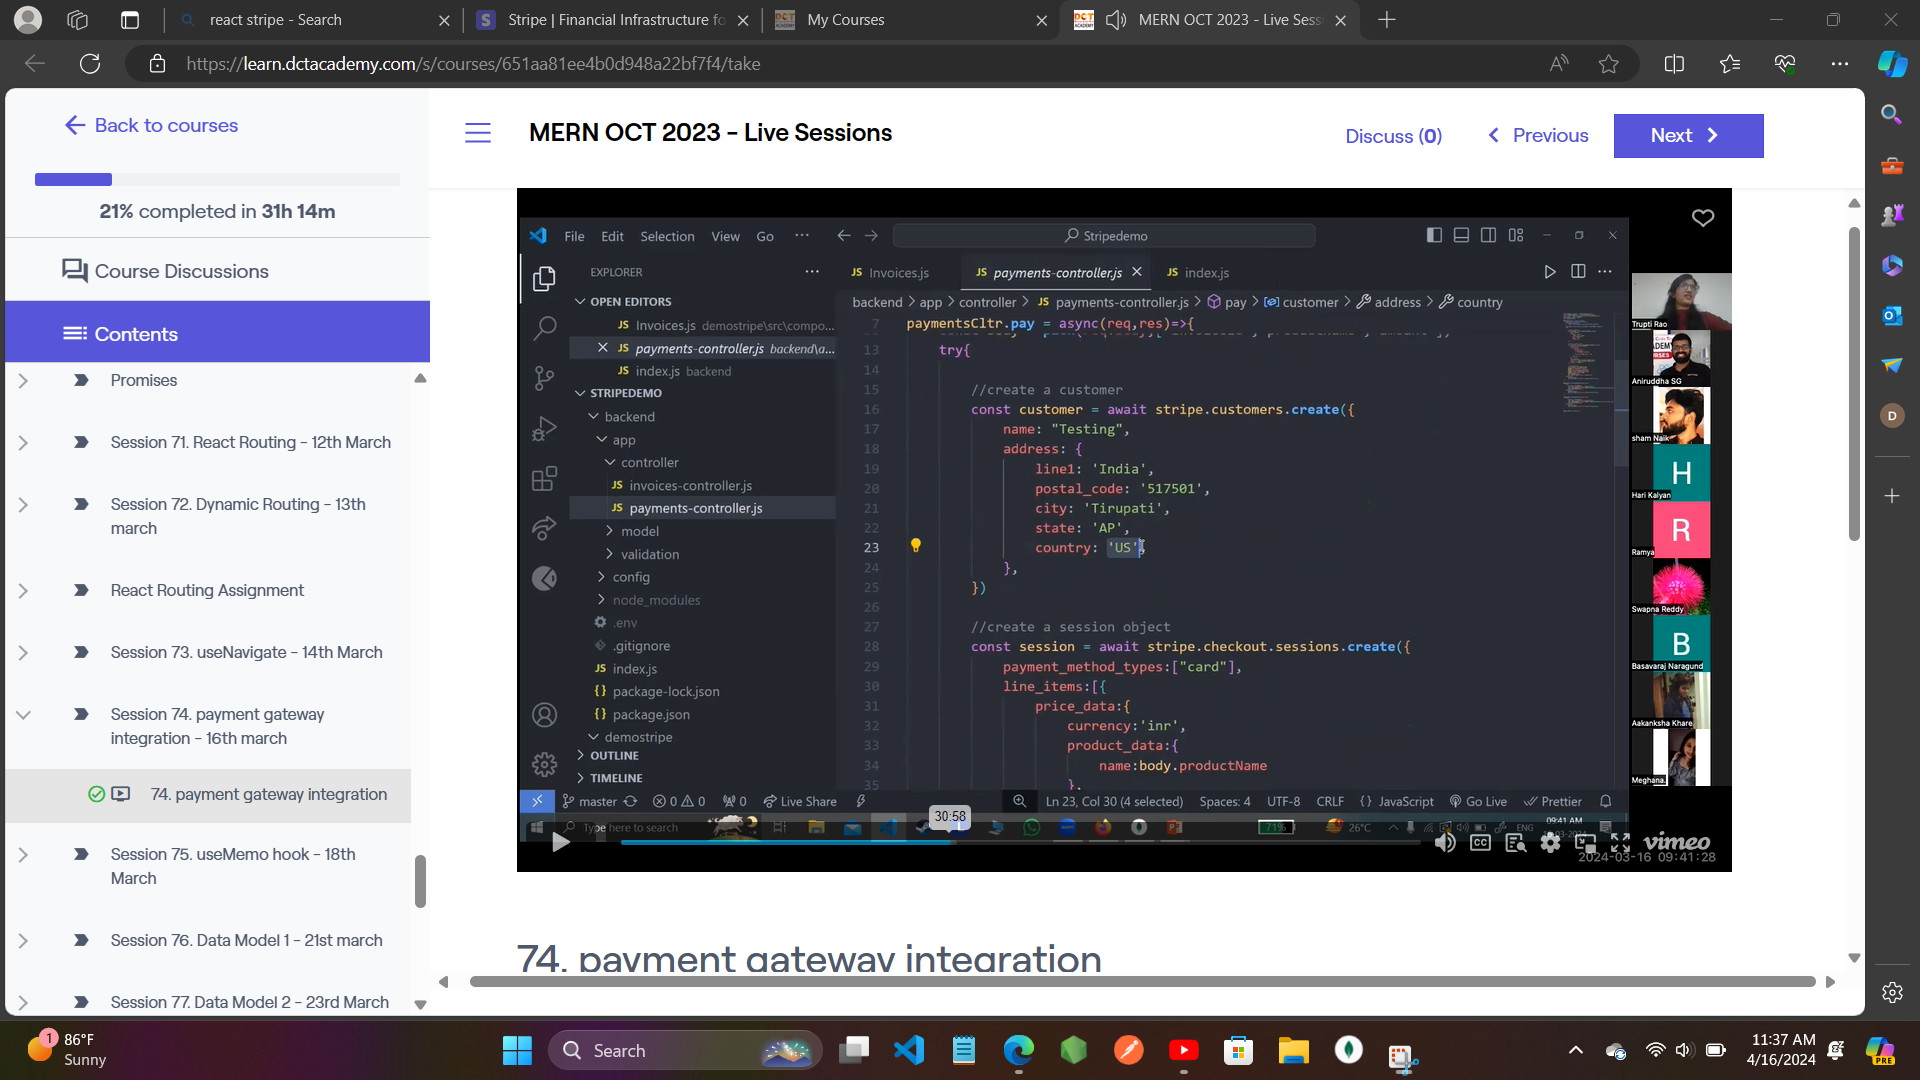 react stripe - Search
Stripe | Financial Infrastructure fo
My Courses
MERN OCT 2023 - Live Sess
https://learn.dctacademy.com/s/courses/651aa81ee4b0d948a22bf7f4/take
Back to courses
21% completed in 31h 14m
Course Discussions
Contents
Promises
Session 71. React Routing - 12th March
Session 72. Dynamic Routing - 13th
march
React Routing Assignment
Session 73. useNavigate - 14th March
Session 74. payment gateway
integration - 16th march
74. payment gateway integration
Session 75. useMemo hook - 18th
March
Session 76. Data Model 1 - 21st march
Session 77. Data Model 2 - 23rd March
MERN OCT 2023 - Live Sessions
Discuss (0)
Previous
Next
File Edit Selection View Go ···
Stripedemo
EXPLORER
OPEN EDITORS
Invoices.js demostripe\src\compo...
payments-controller.js backend\a...
index.js backend
STRIPEDEMO
backend
app
controller
invoices-controller.js
payments-controller.js
model
validation
config
node_modules
.env
.gitignore
index.js
package-lock.json
package.json
demostripe
OUTLINE
TIMELINE
JS Invoices.js
JS payments-controller.js
JS index.js
backend > app > controller > JS payments-controller.js > pay > customer > address > country
7 paymentsCltr.pay = async(req,res)=>{
13 try{
14
15 //create a customer
16 const customer = await stripe.customers.create({
17 name: "Testing",
18 address: {
19 line1: 'India',
20 postal_code: '517501',
21 city: 'Tirupati',
22 state: 'AP',
23 country: 'US',
24 },
25 })
26
27 //create a session object
28 const session = await stripe.checkout.sessions.create({
29 payment_method_types:["card"],
30 line_items:[{
31 price_data:{
32 currency:'inr',
33 product_data:{
34 name:body.productName
35 },
master 0 0 0 Live Share Ln 23, Col 30 (4 selected) Spaces: 4 UTF-8 CRLF {} JavaScript Go Live Prettier
Type here to search
71%
26°C
ENG
09:41 AM
30:58
CC
vimeo
2024-03-16 09:41:28
Trupti Rao
Aniruddha SG
sham Naik
H
Hari Kalyan
R
Ramya
Swapna Reddy
B
Basavaraj Naragund
Aakanksha Khare
Meghana.
74. payment gateway integration
D
1
86°F
Sunny
Search
11:37 AM
4/16/2024
PRE